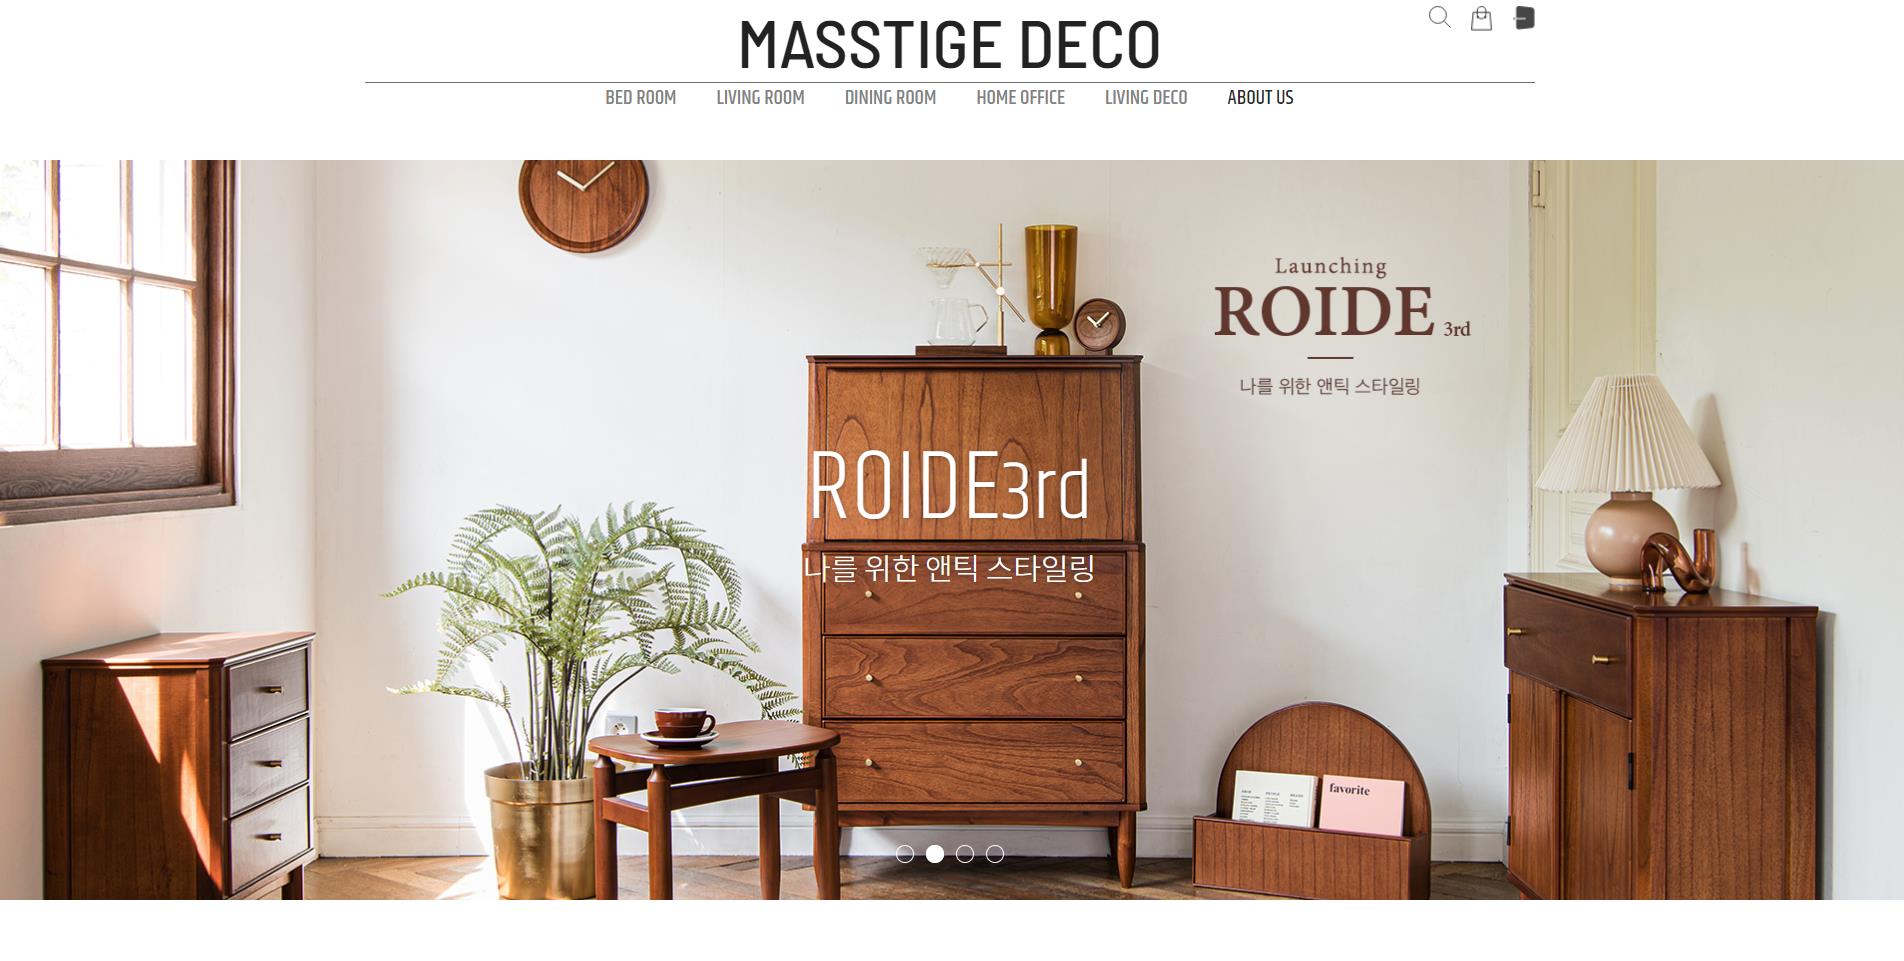 MASSTIGE DECO
BED ROOM LIVING ROOM DINING ROOM HOME OFFICE LIVING DECO ABOUT US
Launching
ROIDE 3rd
나를 위한 앤틱 스타일링
ROIDE3rd
나를 위한 앤틱 스타일링
favorite